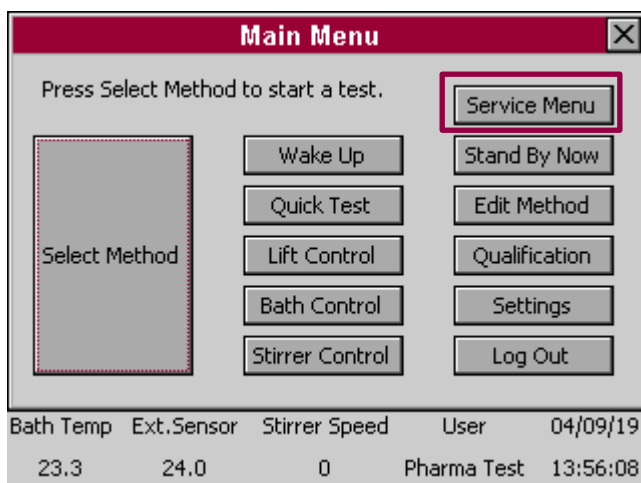 Main Menu
Press Select Method to start a test.
Service Menu
Wake Up
Stand By Now
Quick Test
Edit Method
Select Method
Lift Control
Qualification
Bath Control
Settings
Stirrer Control
Log Out
Bath Temp Ext.Sensor Stirrer Speed User 04/09/19
23.3 24.0 0 Pharma Test 13:56:08